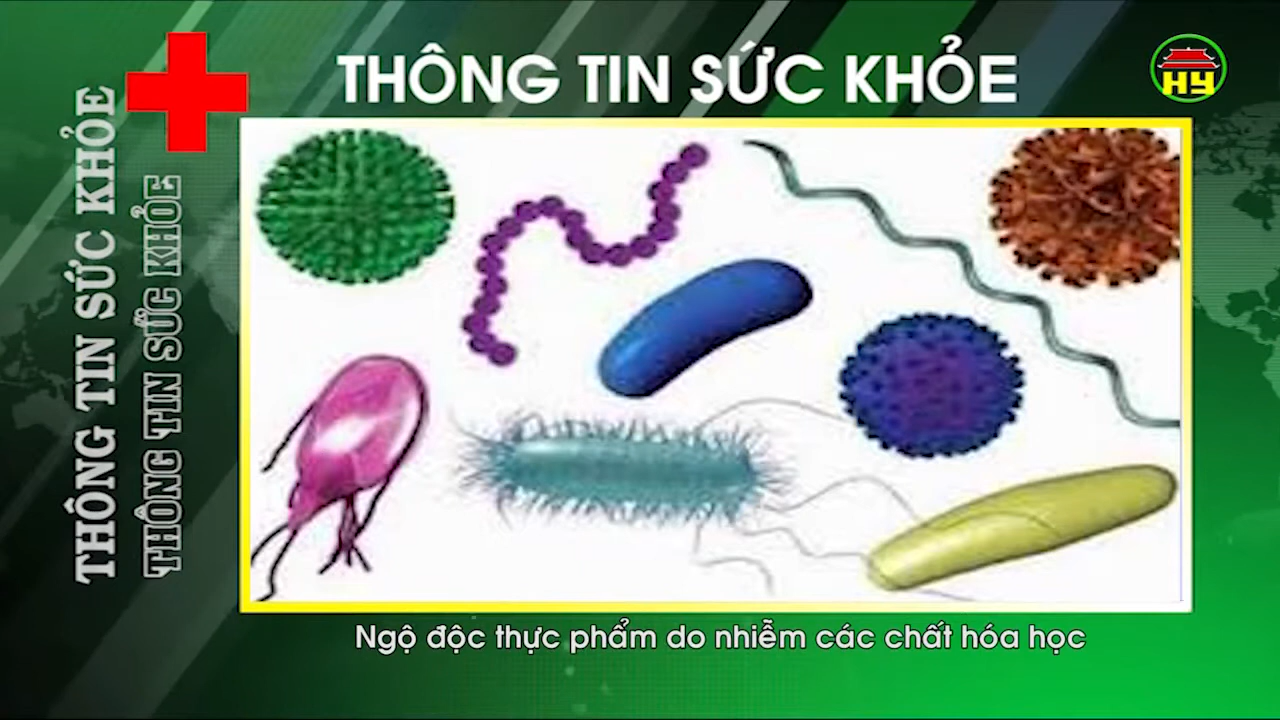 THÔNG TIN SỨC KHỎE
HY
THÔNG TIN SỨC KHỎE
THÔNG TIN SỨC KHỎE
Ngộ độc thực phẩm do nhiễm các chất hóa học